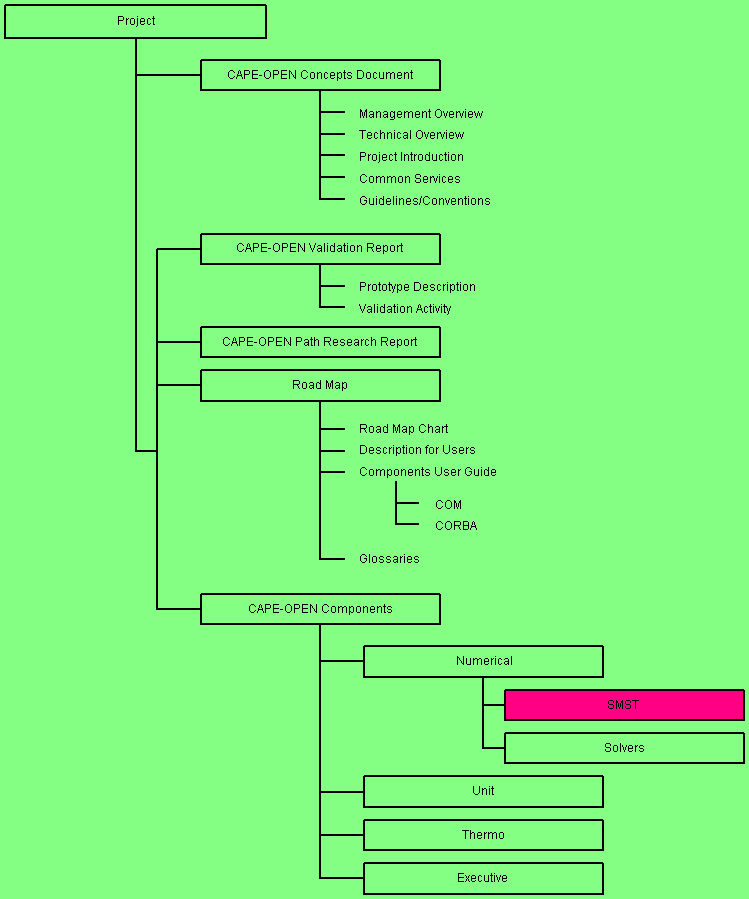 Project
CAPE-OPEN Concepts Document
Management Overview
Technical Overview
Project Introduction
Common Services
Guidelines/Conventions
CAPE-OPEN Validation Report
Prototype Description
Validation Activity
CAPE-OPEN Path Research Report
Road Map
Road Map Chart
Description for Users
Components User Guide
COM
CORBA
Glossaries
CAPE-OPEN Components
Numerical
SMST
Solvers
Unit
Thermo
Executive